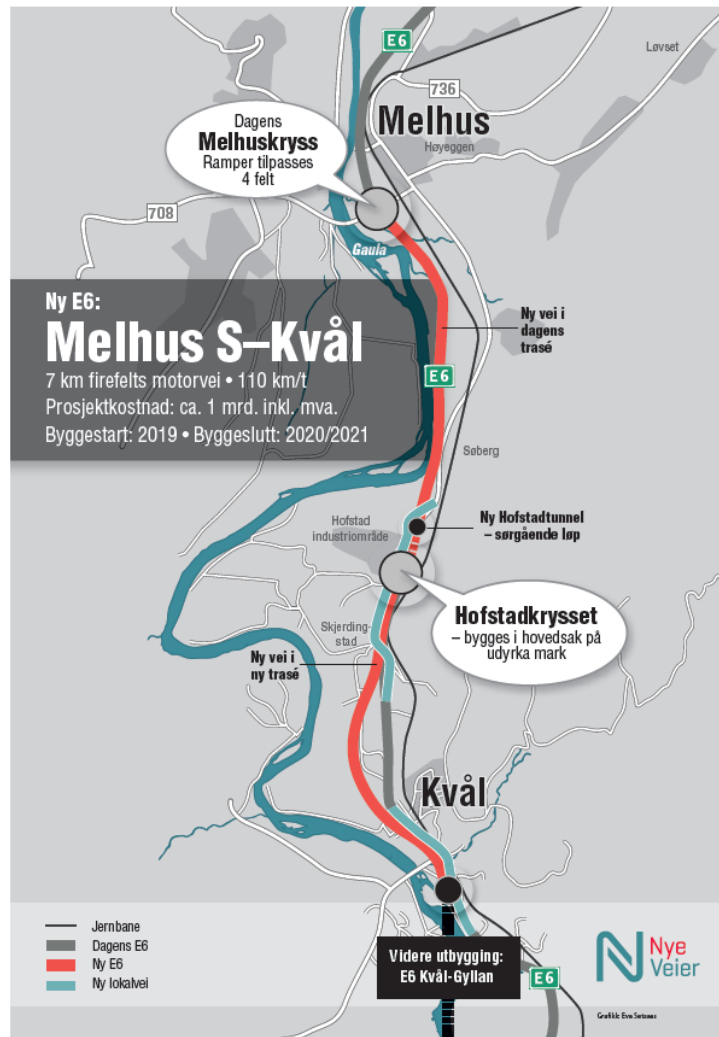 E6
Løvset
736
Melhus
Høyeggen
Dagens
Melhuskryss
Ramper tilpasses
4 felt
708
Gaula
Ny E6:
Melhus S–Kvål
7 km firefelts motorvei • 110 km/t
Prosjektkostnad: ca. 1 mrd. inkl. mva.
Byggestart: 2019 • Byggeslutt: 2020/2021
Ny vei i
dagens
trasé
E6
Søberg
Hofstad
industriområde
Ny Hofstadtunnel
– sørgående løp
Hofstadkrysset
– bygges i hovedsak på
udyrka mark
Skjerding-
stad
Ny vei i
ny trasé
Kvål
Jernbane
Dagens E6
Ny E6
Ny lokalvei
Videre utbygging:
E6 Kvål-Gyllan
E6
Nye
Veier
Grafikk: Eva Setsaas